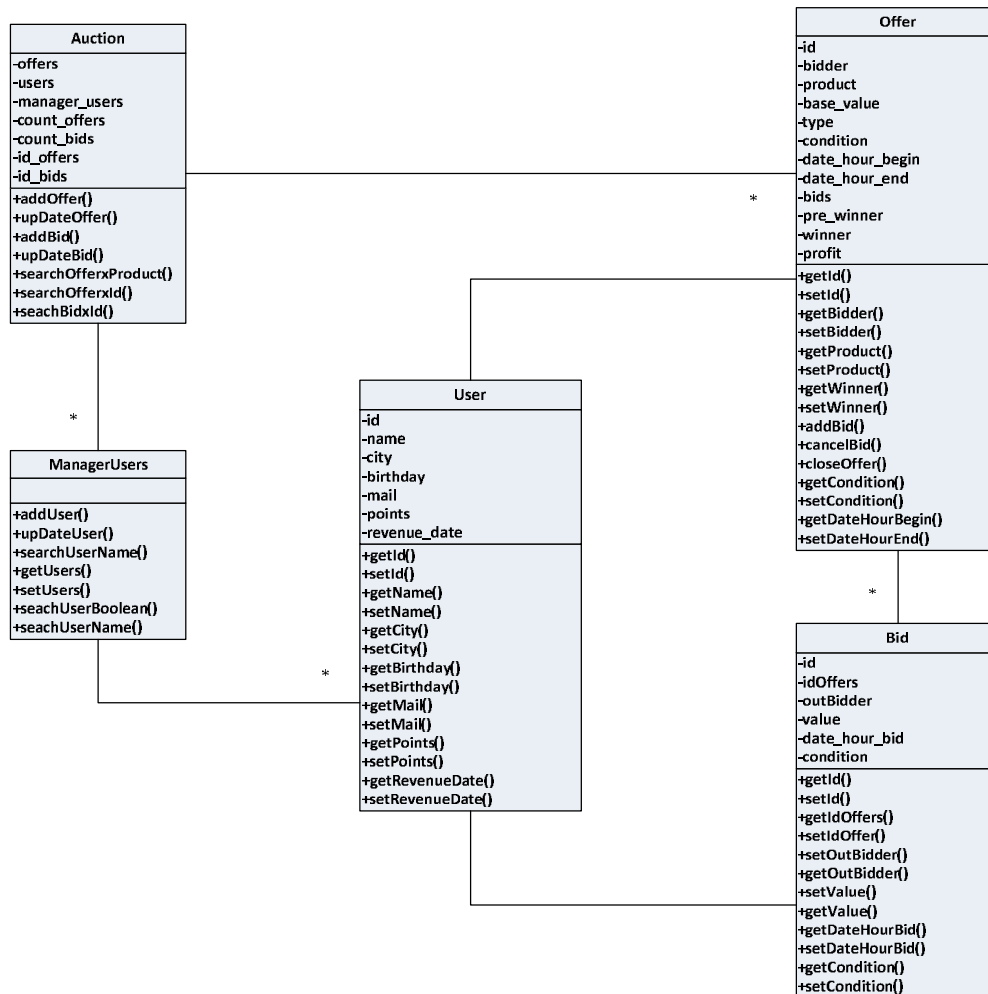 Auction
-offers
-users
-manager_users
-count_offers
-count_bids
-id_offers
-id_bids
+addOffer()
+upDateOffer()
+addBid()
+upDateBid()
+searchOfferxProduct()
+searchOfferxId()
+seachBidxId()
*
Offer
-id
-bidder
-product
-base_value
-type
-condition
-date_hour_begin
-date_hour_end
-bids
-pre_winner
-winner
-profit
+getId()
+setId()
+getBidder()
+setBidder()
+getProduct()
+setProduct()
+getWinner()
+setWinner()
+addBid()
+cancelBid()
+closeOffer()
+getCondition()
+setCondition()
+getDateHourBegin()
+setDateHourEnd()
*
ManagerUsers
+addUser()
+upDateUser()
+searchUserName()
+getUsers()
+setUsers()
+seachUserBoolean()
+seachUserName()
*
User
-id
-name
-city
-birthday
-mail
-points
-revenue_date
+getId()
+setId()
+getName()
+setName()
+getCity()
+setCity()
+getBirthday()
+setBirthday()
+getMail()
+setMail()
+getPoints()
+setPoints()
+getRevenueDate()
+setRevenueDate()
*
Bid
-id
-idOffers
-outBidder
-value
-date_hour_bid
-condition
+getId()
+setId()
+getIdOffers()
+setIdOffer()
+setOutBidder()
+getOutBidder()
+setValue()
+getValue()
+getDateHourBid()
+setDateHourBid()
+getCondition()
+setCondition()